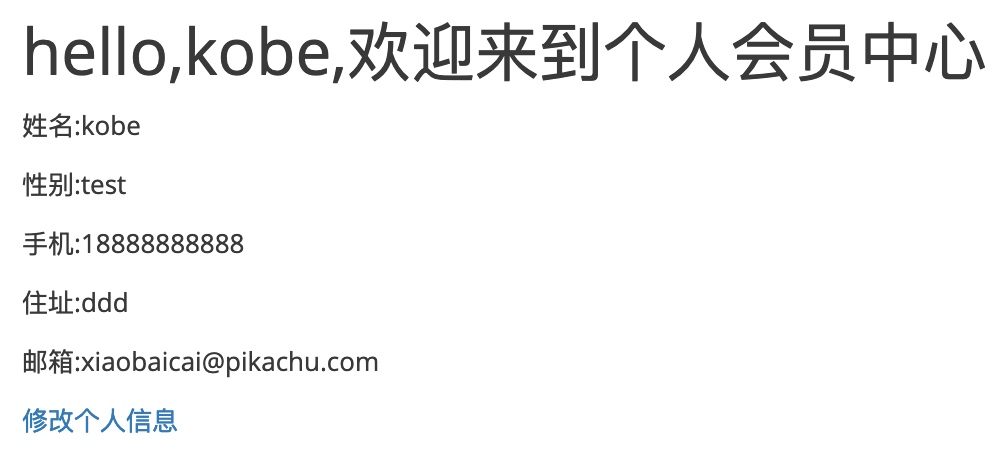 hello,kobe,欢迎来到个人会员中心
姓名:kobe
性别:test
手机:18888888888
住址:ddd
邮箱:xiaobaicai@pikachu.com
修改个人信息